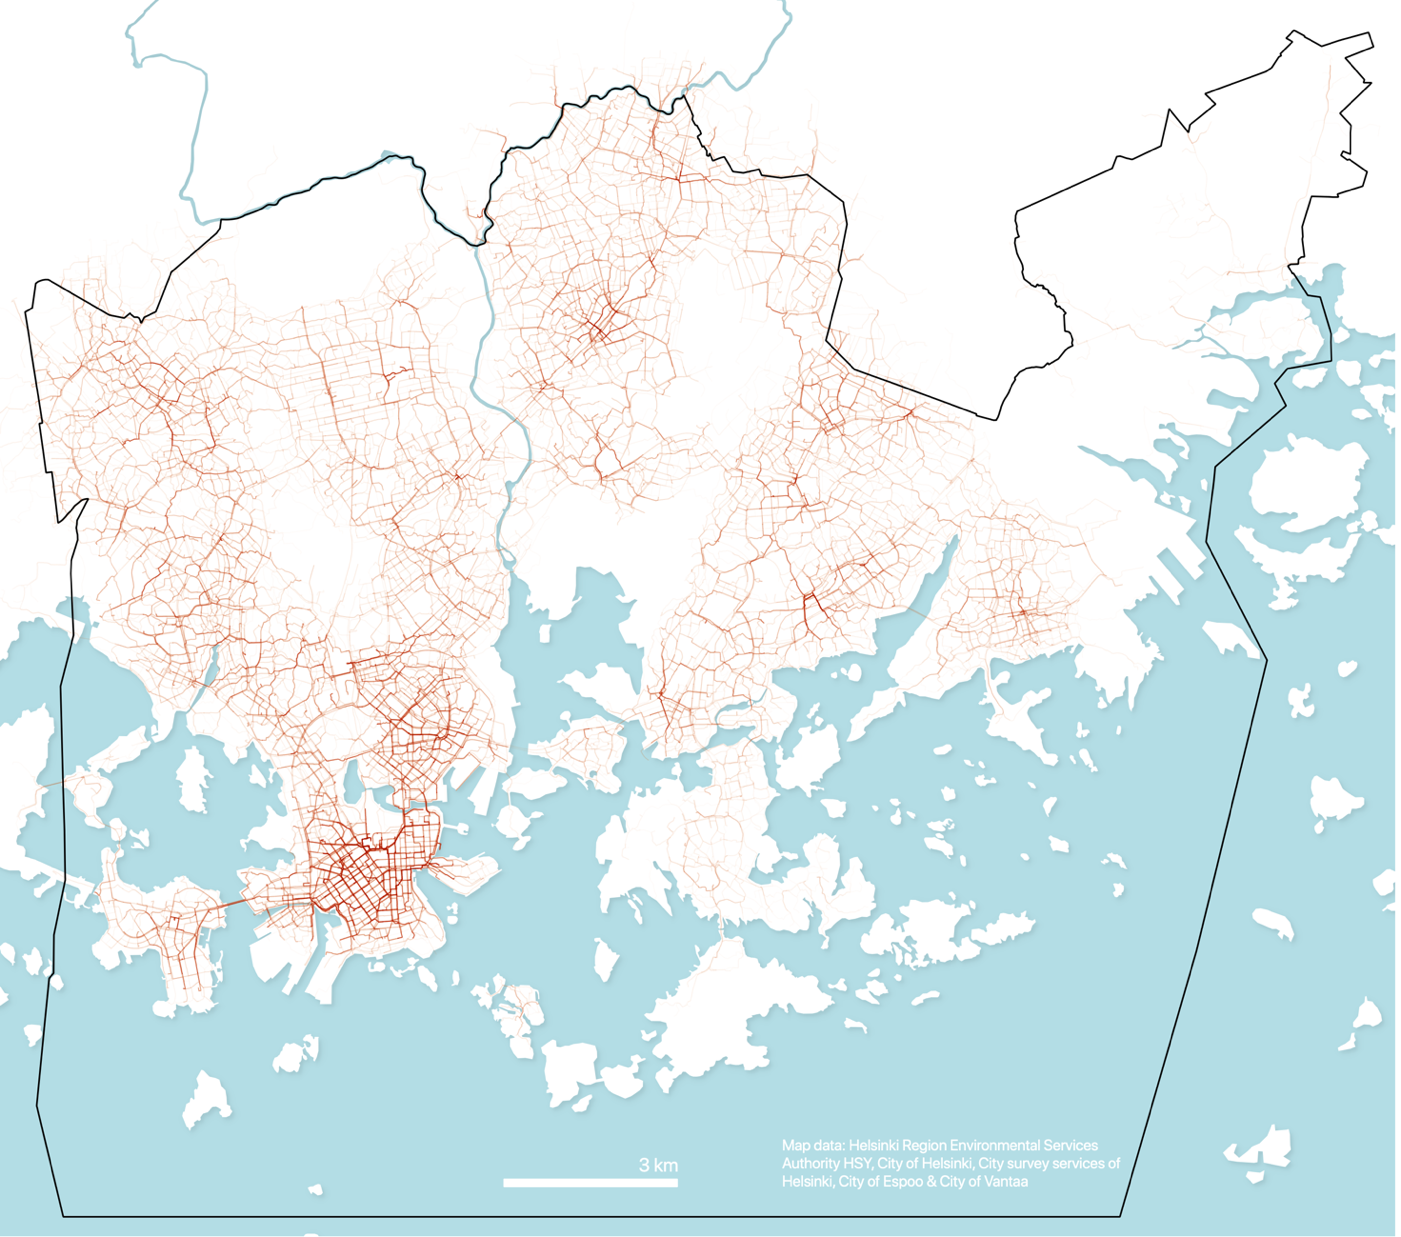 3 km
Map data: Helsinki Region Environmental Services
Authority HSY, City of Helsinki, City survey services of
Helsinki, City of Espoo & City of Vantaa